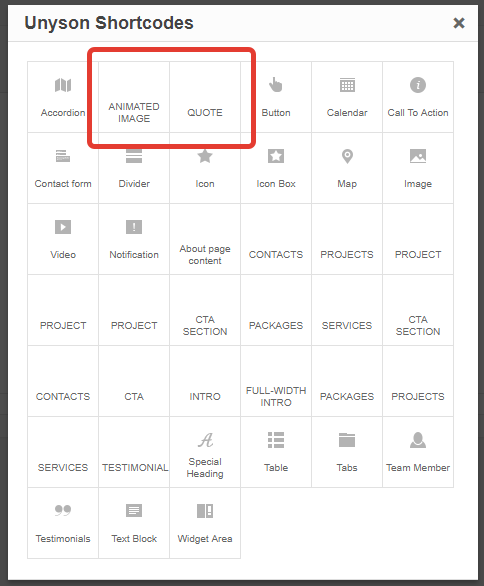 Unyson Shortcodes
Accordion
ANIMATED
IMAGE
QUOTE
Button
Calendar
Call To Action
Contact form
Divider
Icon
Icon Box
Map
Image
Video
Notification
About page
content
CONTACTS
PROJECTS
PROJECT
PROJECT
PROJECT
CTA
SECTION
PACKAGES
SERVICES
CTA
SECTION
CONTACTS
CTA
INTRO
FULL-WIDTH
INTRO
PACKAGES
PROJECTS
SERVICES
TESTIMONIAL
Special
Heading
Table
Tabs
Team Member
Testimonials
Text Block
Widget Area